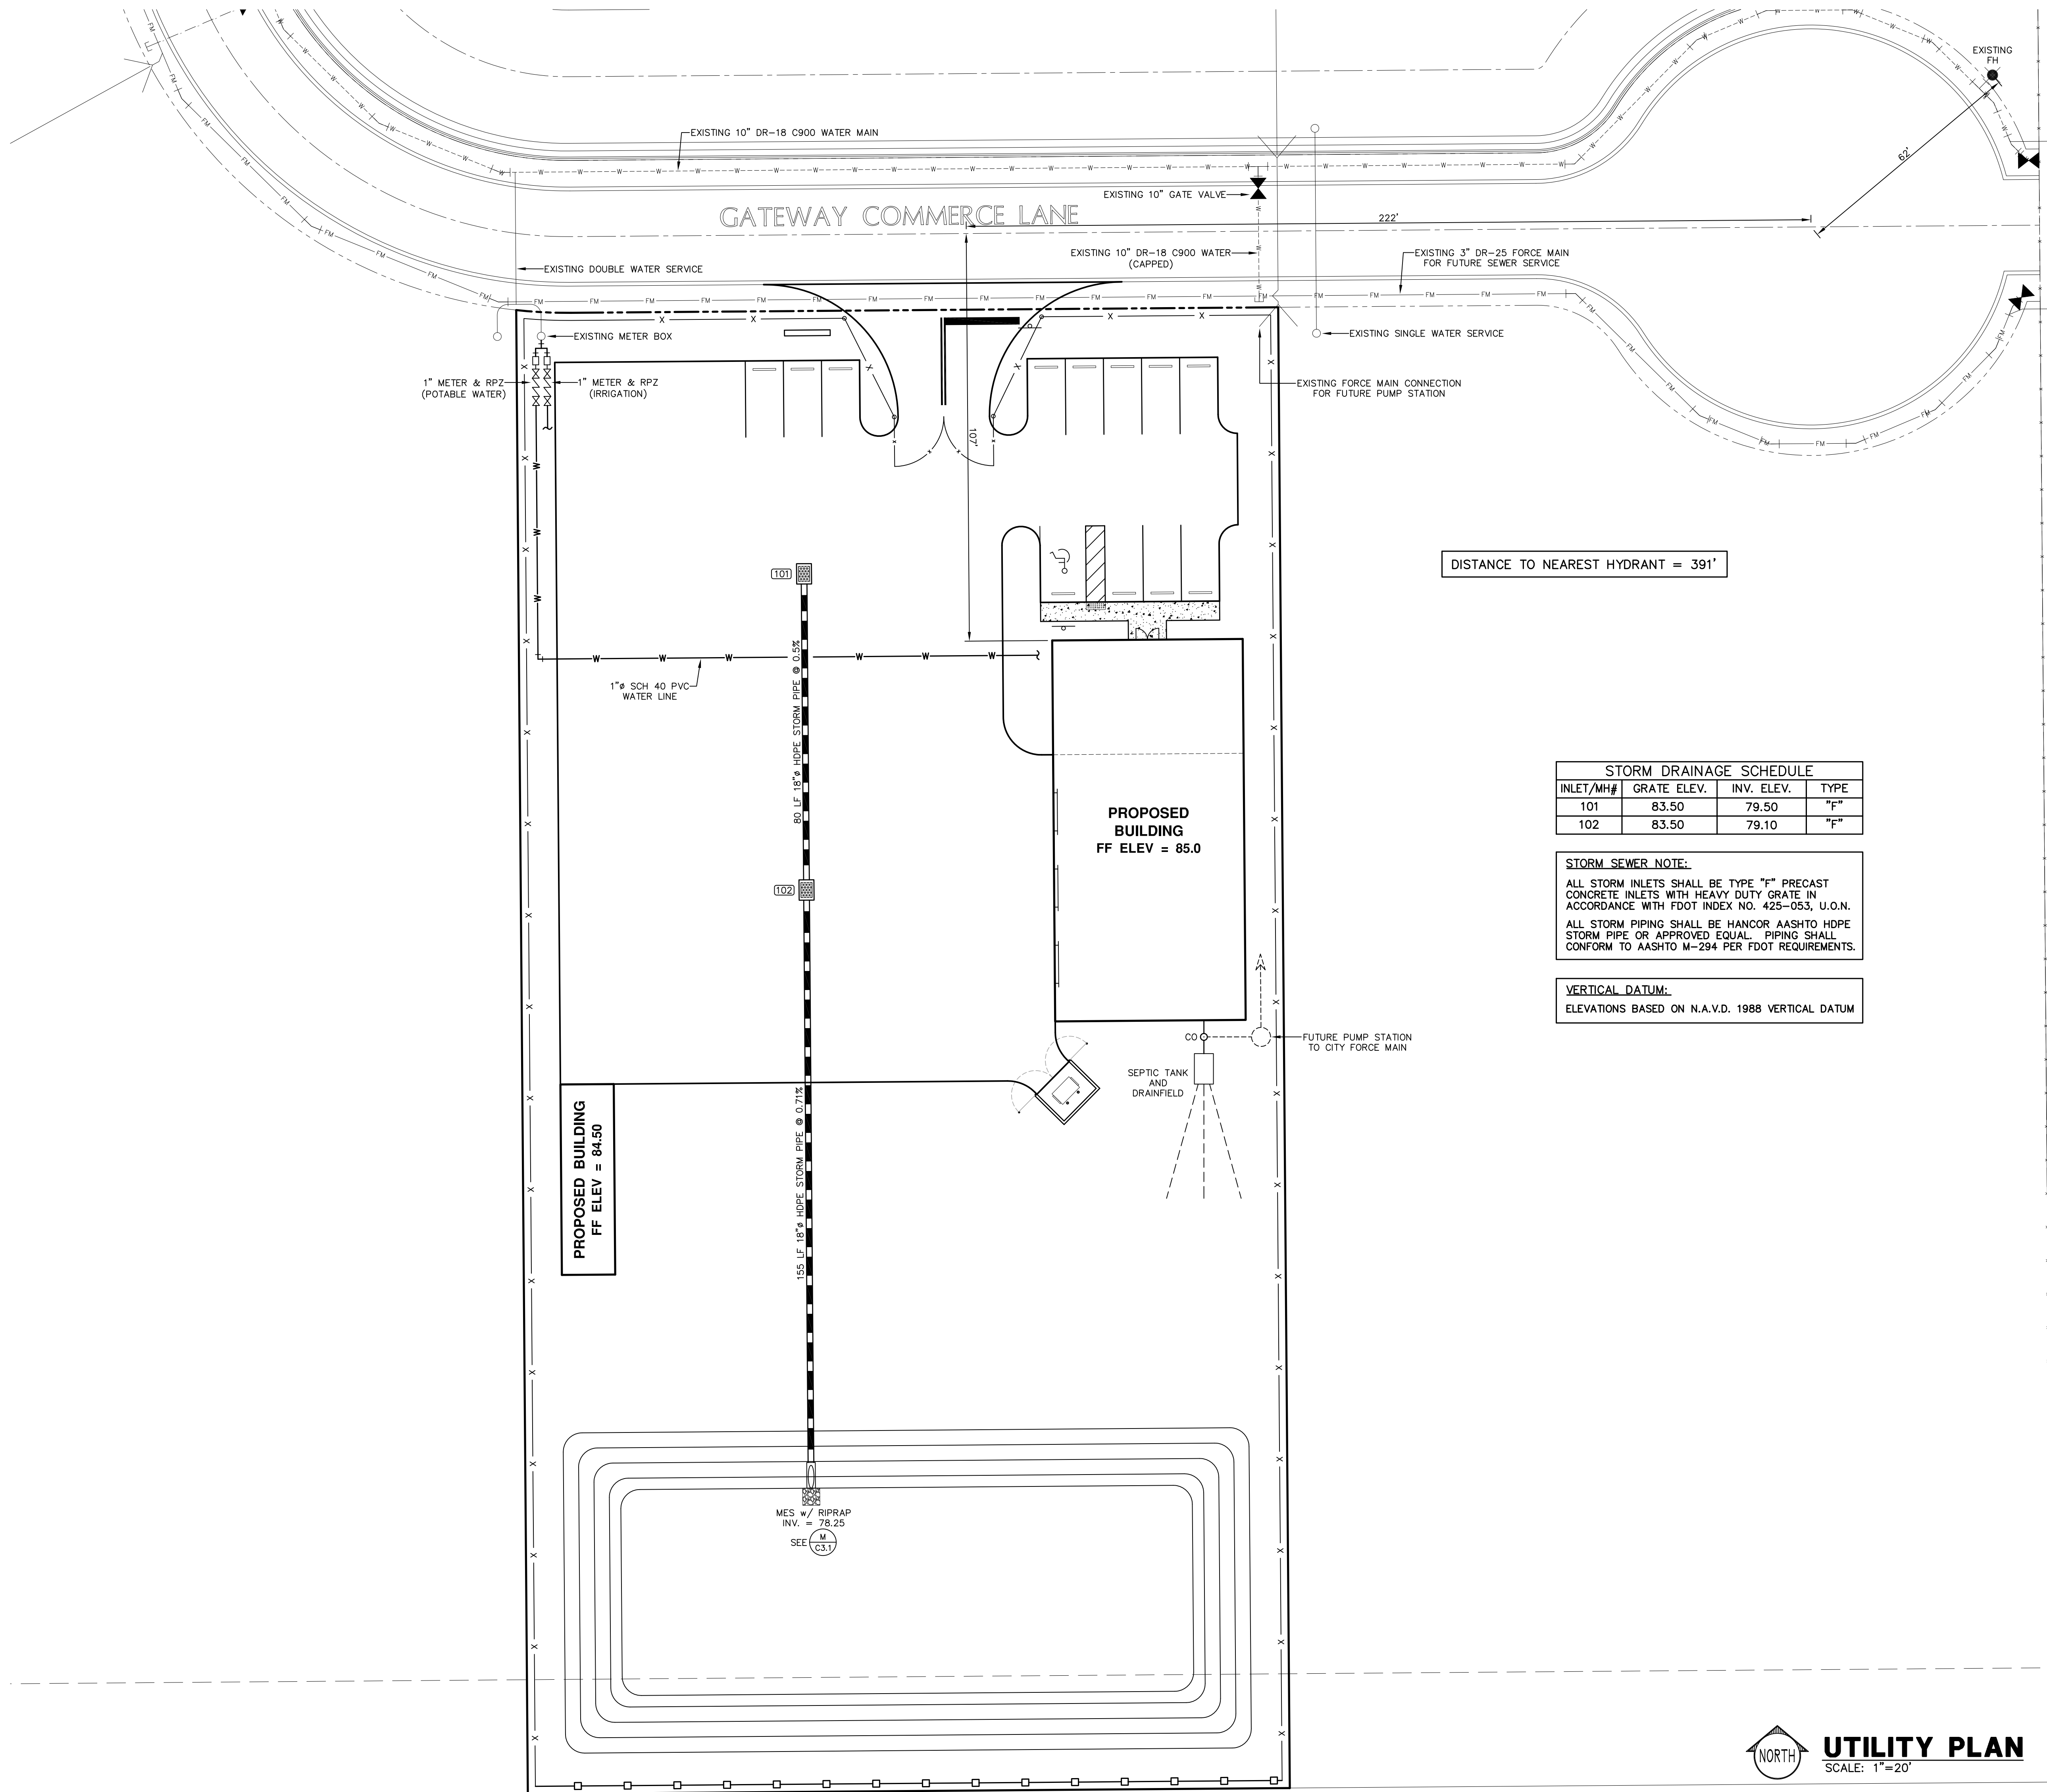 EXISTING
FH
EXISTING 10" DR-18 C900 WATER MAIN
62'
EXISTING 10" GATE VALVE
GATEWAY COMMERCE LANE
222'
EXISTING 10" DR-18 C900 WATER
(CAPPED)
EXISTING 3" DR-25 FORCE MAIN
FOR FUTURE SEWER SERVICE
EXISTING DOUBLE WATER SERVICE
EXISTING METER BOX
EXISTING SINGLE WATER SERVICE
1" METER & RPZ
(POTABLE WATER)
1" METER & RPZ
(IRRIGATION)
EXISTING FORCE MAIN CONNECTION
FOR FUTURE PUMP STATION
107'
DISTANCE TO NEAREST HYDRANT = 391'
101
1"ø SCH 40 PVC
WATER LINE
80 LF 18"ø HDPE STORM PIPE @ 0.5%
STORM DRAINAGE SCHEDULE
INLET/MH# GRATE ELEV. INV. ELEV. TYPE
101 83.50 79.50 "F"
102 83.50 79.10 "F"
PROPOSED
BUILDING
FF ELEV = 85.0
STORM SEWER NOTE:
ALL STORM INLETS SHALL BE TYPE "F" PRECAST
CONCRETE INLETS WITH HEAVY DUTY GRATE IN
ACCORDANCE WITH FDOT INDEX NO. 425-053, U.O.N.
ALL STORM PIPING SHALL BE HANCOR AASHTO HDPE
STORM PIPE OR APPROVED EQUAL. PIPING SHALL
CONFORM TO AASHTO M-294 PER FDOT REQUIREMENTS.
102
VERTICAL DATUM:
ELEVATIONS BASED ON N.A.V.D. 1988 VERTICAL DATUM
CO
FUTURE PUMP STATION
TO CITY FORCE MAIN
SEPTIC TANK
AND
DRAINFIELD
PROPOSED BUILDING
FF ELEV = 84.50
155 LF 18"ø HDPE STORM PIPE @ 0.71%
MES w/ RIPRAP
INV. = 78.25
SEE M
C3.1
NORTH
UTILITY PLAN
SCALE: 1"=20'